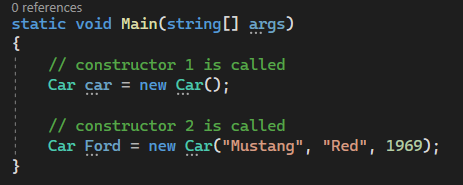 0 references
static void Main(string[] args)
{
// constructor 1 is called
Car car = new Car();
// constructor 2 is called
Car Ford = new Car("Mustang", "Red", 1969);
}